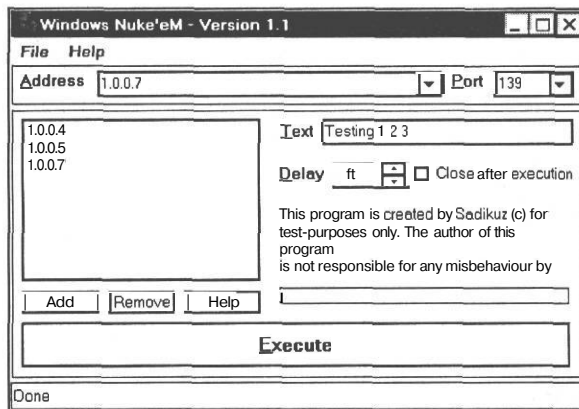 Windows Nuke'eM - Version 1.1
File Help
Address 1.0.0.7 Port 139
1.0.0.4
1.0.0.5
1.0.0.7
Text Testing 1 2 3
Delay ft Close after execution
This program is created by Sadikuz (c) for
test-purposes only. The author of this
program
is not responsible for any misbehaviour by
Add Remove Help
Execute
Done